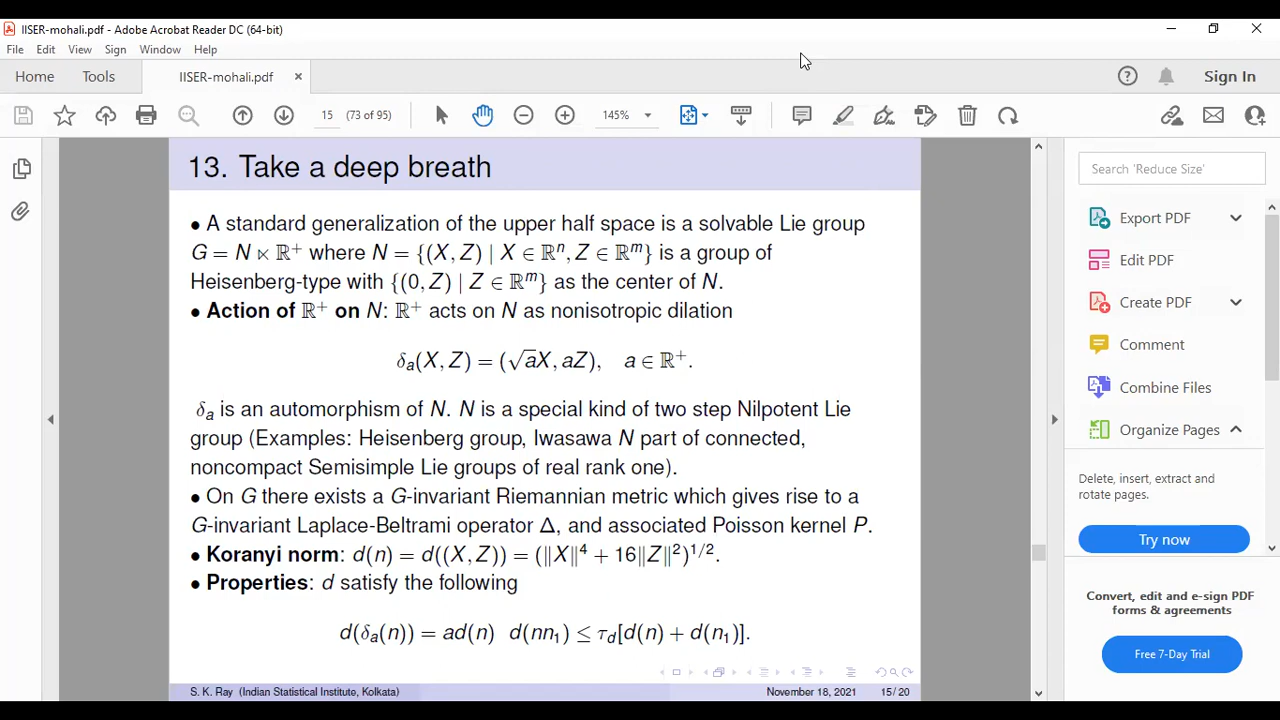 IISER-mohali.pdf - Adobe Acrobat Reader DC (64-bit)
File Edit View Sign Window Help
Home Tools IISER-mohali.pdf × Sign In
15 (73 of 95) 145%
13. Take a deep breath
• A standard generalization of the upper half space is a solvable Lie group
G = N ⋉ ℝ⁺ where N = {(X, Z) | X ∈ ℝⁿ, Z ∈ ℝᵐ} is a group of
Heisenberg-type with {(0, Z) | Z ∈ ℝᵐ} as the center of N.
• Action of ℝ⁺ on N: ℝ⁺ acts on N as nonisotropic dilation
δₐ(X, Z) = (√aX, aZ), a ∈ ℝ⁺.
δₐ is an automorphism of N. N is a special kind of two step Nilpotent Lie
group (Examples: Heisenberg group, Iwasawa N part of connected,
noncompact Semisimple Lie groups of real rank one).
• On G there exists a G-invariant Riemannian metric which gives rise to a
G-invariant Laplace-Beltrami operator Δ, and associated Poisson kernel P.
• Koranyi norm: d(n) = d((X, Z)) = (‖X‖⁴ + 16‖Z‖²)^{1/2}.
• Properties: d satisfy the following
d(δₐ(n)) = ad(n) d(nn₁) ≤ τ_d[d(n) + d(n₁)].
S. K. Ray (Indian Statistical Institute, Kolkata) November 18, 2021 15 / 20
Search 'Reduce Size'
Export PDF
Edit PDF
Create PDF
Comment
Combine Files
Organize Pages
Delete, insert, extract and
rotate pages.
Try now
Convert, edit and e-sign PDF
forms & agreements
Free 7-Day Trial